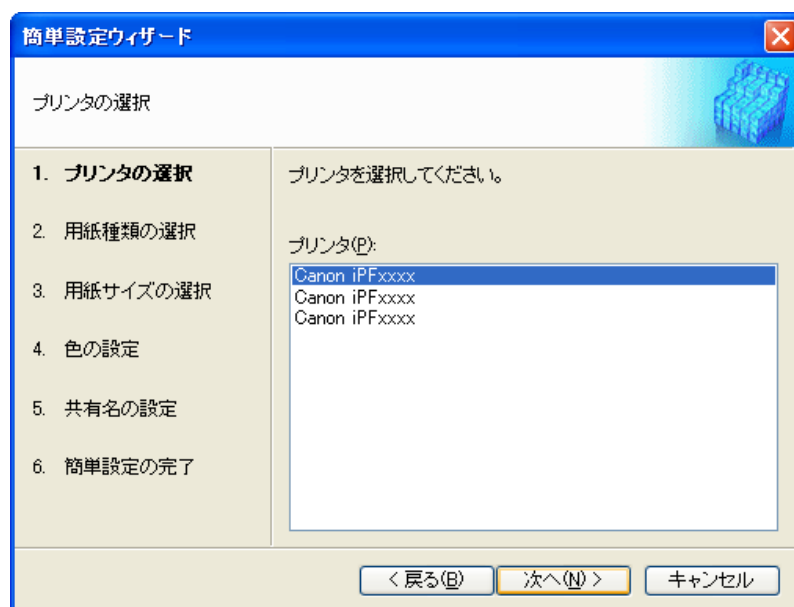 簡単設定ウィザード
プリンタの選択
1. プリンタの選択
2. 用紙種類の選択
3. 用紙サイズの選択
4. 色の設定
5. 共有名の設定
6. 簡単設定の完了
プリンタを選択してください。
プリンタ(P):
Canon iPFxxxx
Canon iPFxxxx
Canon iPFxxxx
< 戻る(B) 次へ(N) > キャンセル